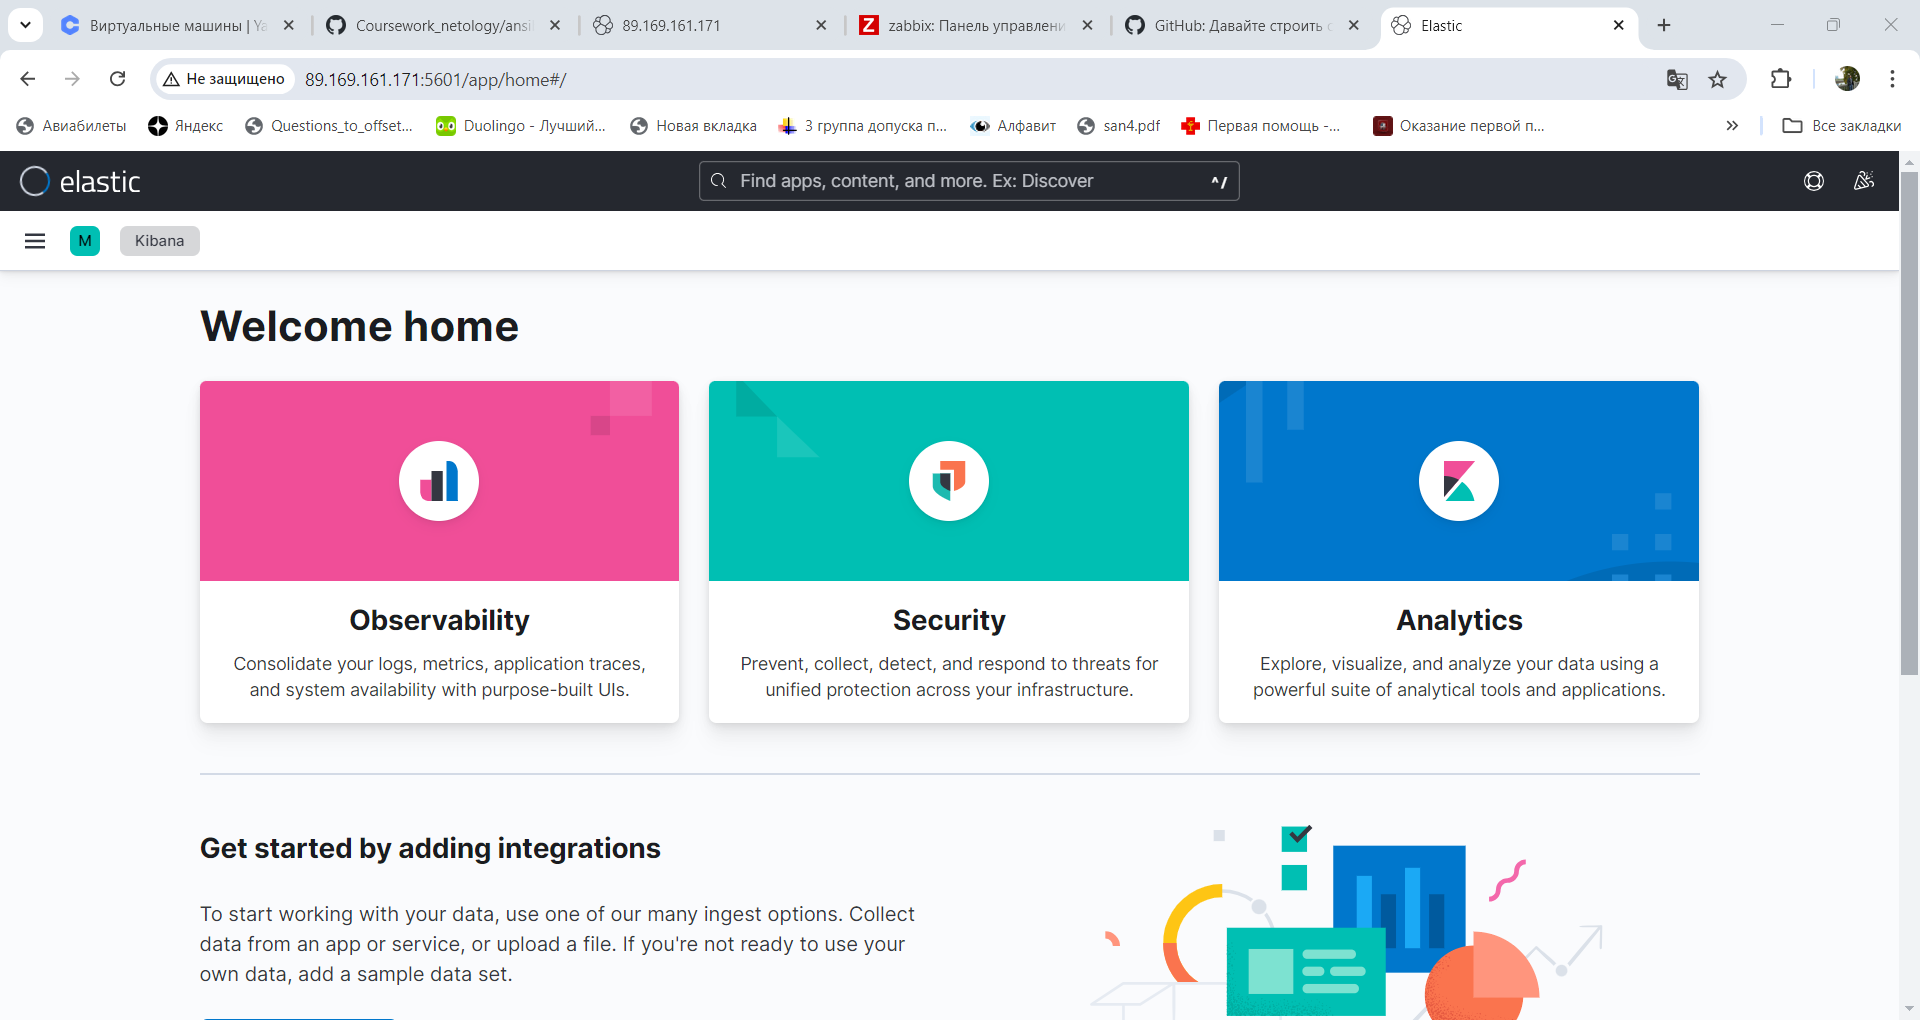 Виртуальные машины | Ya
Coursework_netology/ansi
89.169.161.171
zabbix: Панель управлени
GitHub: Давайте строить с
Elastic
Не защищено
89.169.161.171:5601/app/home#/
Авиабилеты
Яндекс
Questions_to_offset...
Duolingo - Лучший...
Новая вкладка
3 группа допуска п...
Алфавит
san4.pdf
Первая помощь -...
Оказание первой п...
Все закладки
elastic
Find apps, content, and more. Ex: Discover
^/
M
Kibana
Welcome home
Observability
Consolidate your logs, metrics, application traces,
and system availability with purpose-built UIs.
Security
Prevent, collect, detect, and respond to threats for
unified protection across your infrastructure.
Analytics
Explore, visualize, and analyze your data using a
powerful suite of analytical tools and applications.
Get started by adding integrations
To start working with your data, use one of our many ingest options. Collect
data from an app or service, or upload a file. If you're not ready to use your
own data, add a sample data set.